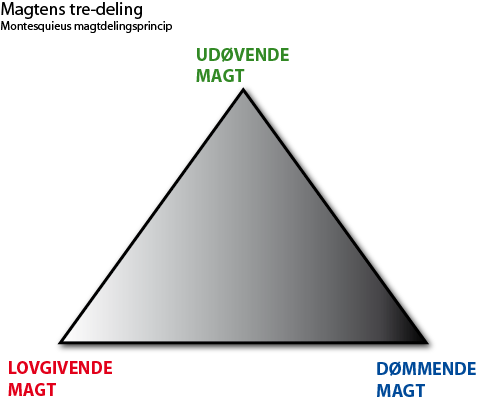 Magtens tre-deling
Montesquieus magtdelingsprincip
UDØVENDE
MAGT
LOVGIVENDE
MAGT
DØMMENDE
MAGT